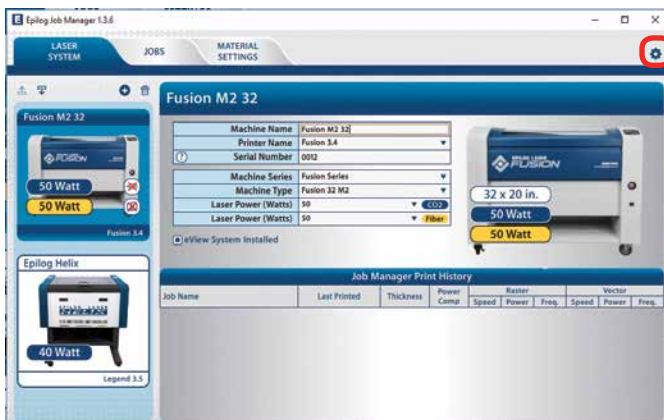 Epilog Job Manager 1.3.6
LASER SYSTEM
JOBS
MATERIAL SETTINGS
Fusion M2 32
FUSION
50 Watt
50 Watt
Fusion 3.4
Epilog Helix
40 Watt
Legend 3.5
Fusion M2 32
Machine Name Fusion M2 32
Printer Name Fusion 3.4
? Serial Number 0012
Machine Series Fusion Series
Machine Type Fusion 32 M2
Laser Power (Watts) 50 CO2
Laser Power (Watts) 50 Fiber
eView System Installed
EPILOG LASER
FUSION
32 x 20 in.
50 Watt
50 Watt
Job Manager Print History
Job Name Last Printed Thickness Power Comp Raster Vector
Speed Power Freq. Speed Power Freq.